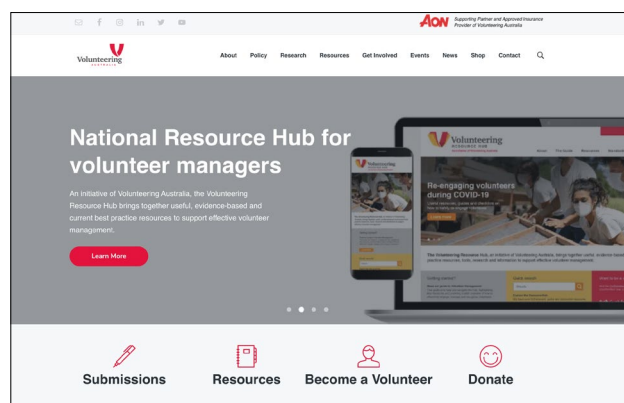 AON
Supporting Partner and Approved Insurance
Provider of Volunteering Australia
Volunteering
AUSTRALIA
About Policy Research Resources Get Involved Events News Shop Contact
National Resource Hub for
volunteer managers
An initiative of Volunteering Australia, the Volunteering
Resource Hub brings together useful, evidence-based and
current best practice resources to support effective volunteer
management.
Learn More
Volunteering
RESOURCE HUB
Re-engaging volunteers
during COVID-19
Submissions
Resources
Become a Volunteer
Donate